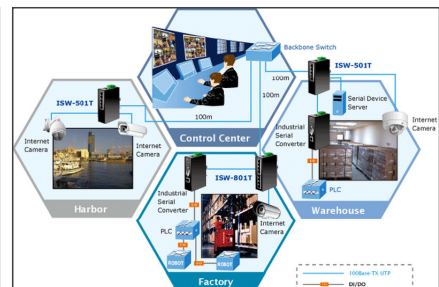 Backbone Switch
ISW-501T
100m
ISW-501T
100m
100m
Serial Device
Server
Internet
Camera
Internet
Camera
Control Center
Industrial
Serial
Converter
Internet
Camera
PLC
Harbor
Warehouse
Industrial
Serial
Converter
ISW-801T
PLC
Internet
Camera
ROBOT
ROBOT
Factory
100Base-TX UTP
DI/DO